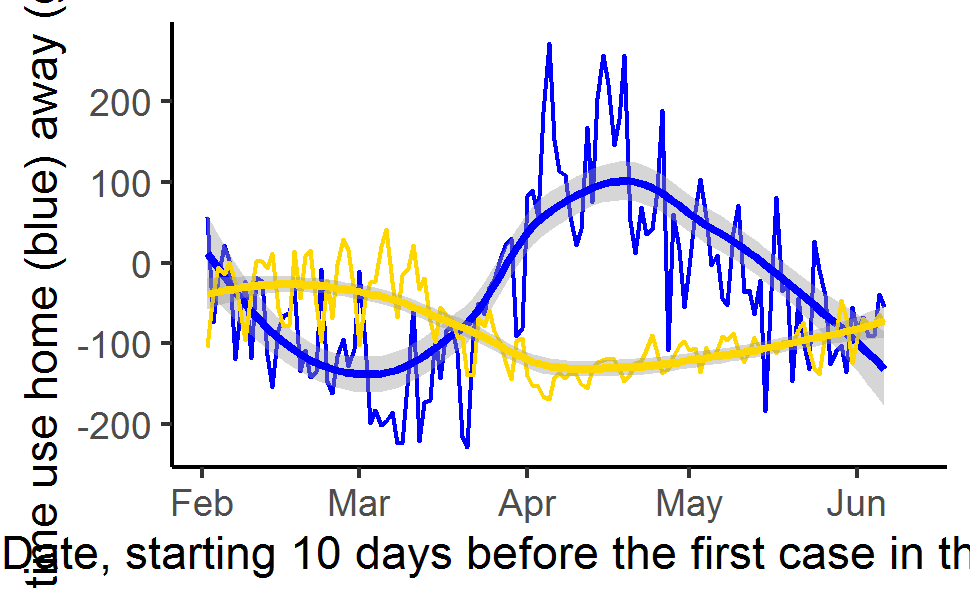 time use home (blue) away (
200
100
0
-100
-200
Feb Mar Apr May Jun
Date, starting 10 days before the first case in th